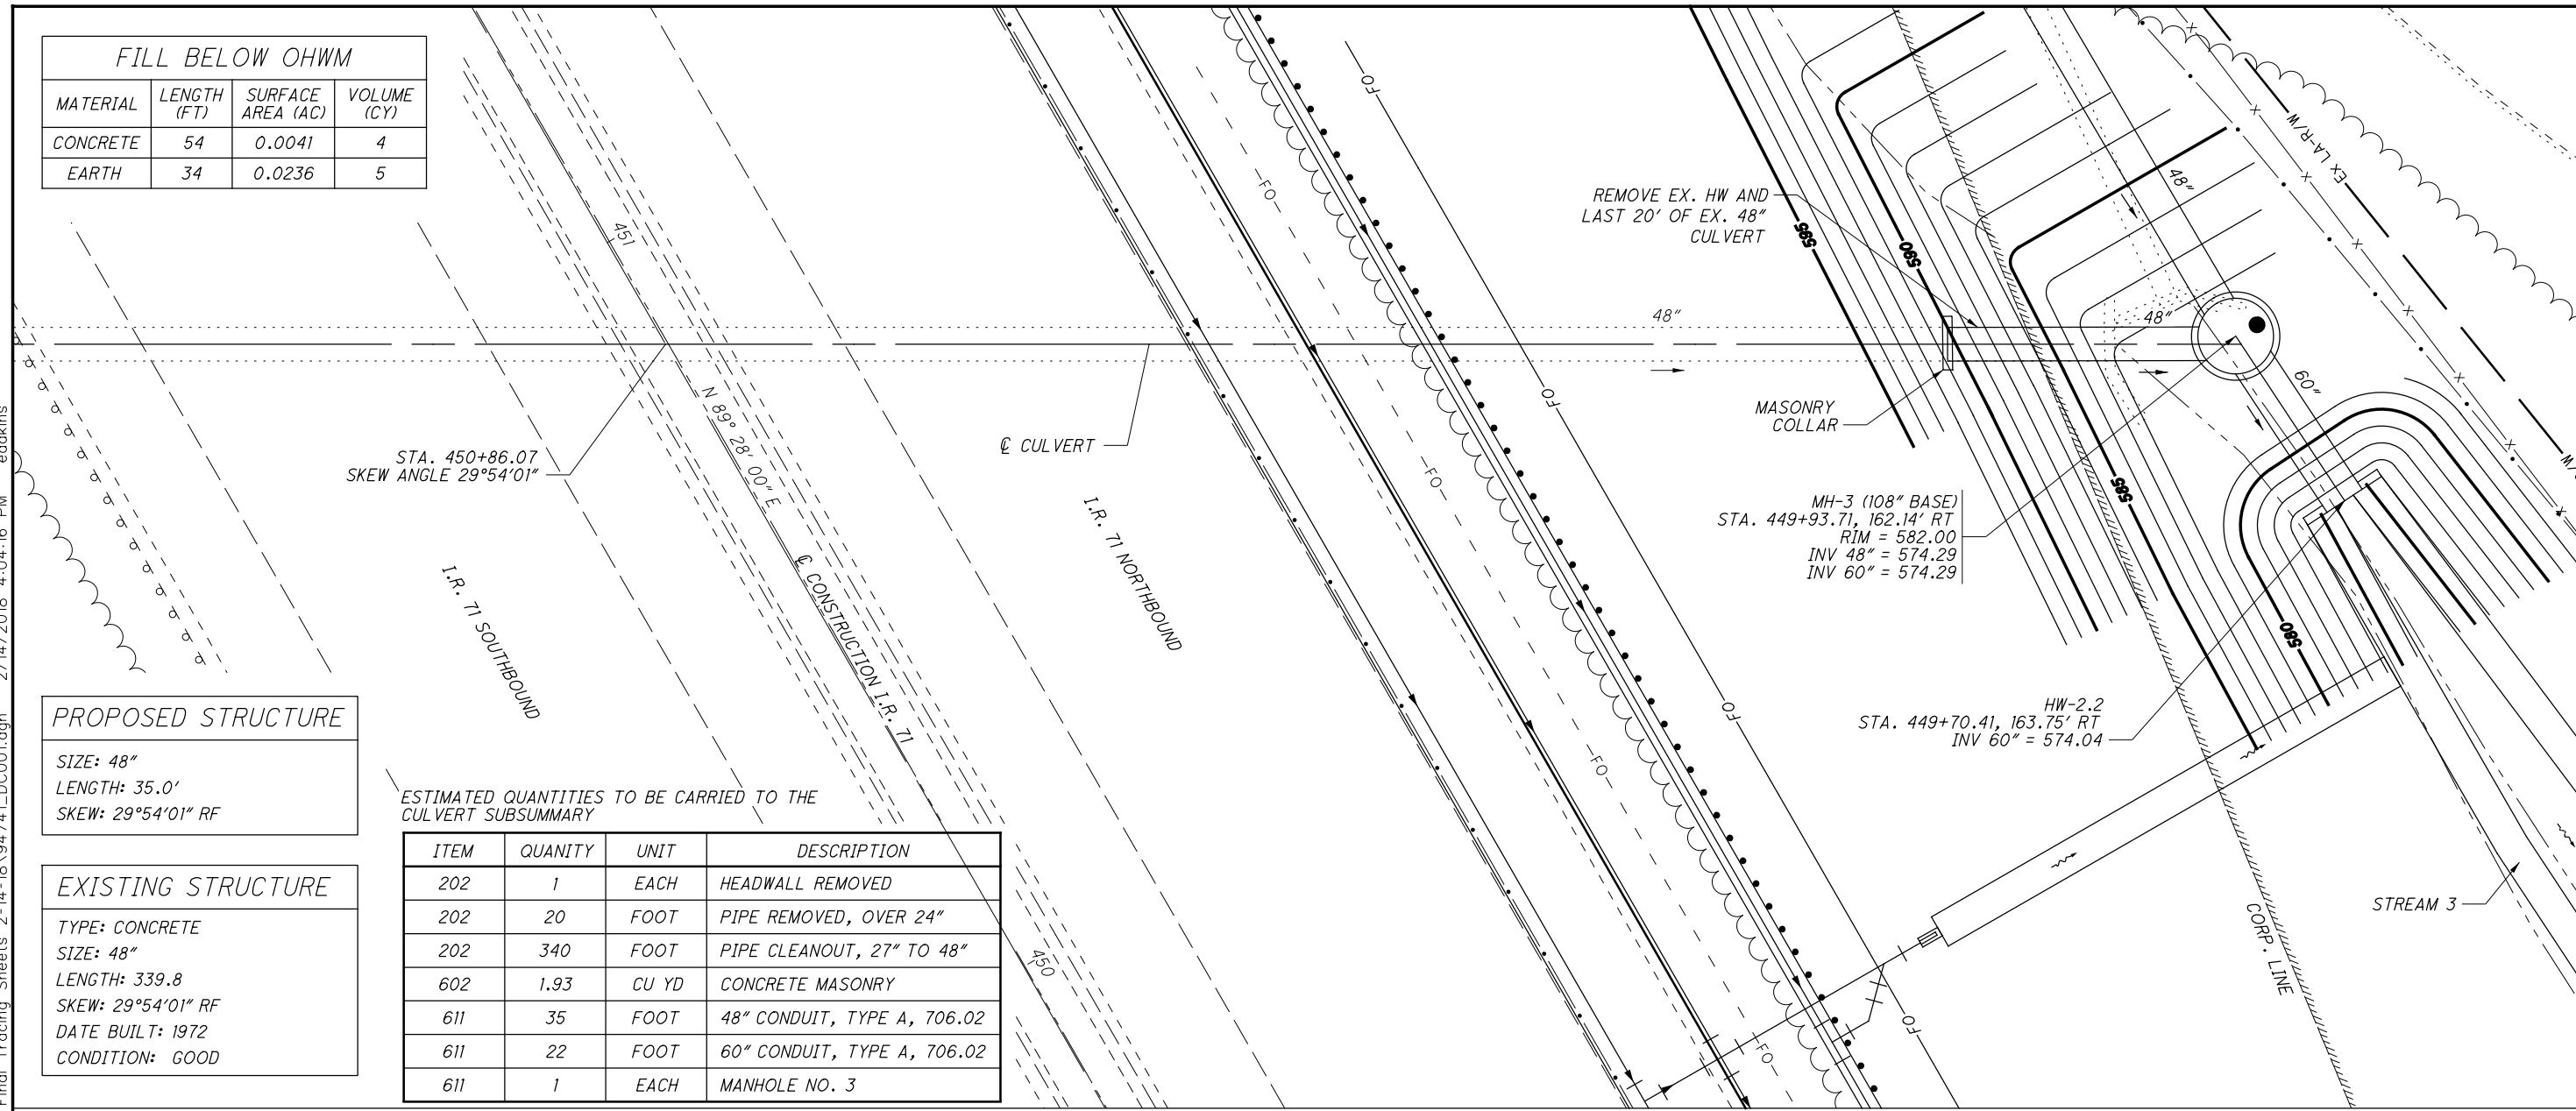 FILL BELOW OHWM
MATERIAL LENGTH (FT) SURFACE AREA (AC) VOLUME (CY)
CONCRETE 54 0.0041 4
EARTH 34 0.0236 5
451
STA. 450+86.07
SKEW ANGLE 29°54'01"
N 89° 28' 00" E
℄ CONSTRUCTION I.R. 71
I.R. 71 SOUTHBOUND
℄ CULVERT
I.R. 71 NORTHBOUND
FO
FO
FO
FO
FO
FO
FO
FO
FO
48"
REMOVE EX. HW AND
LAST 20' OF EX. 48"
CULVERT
595
590
585
580
48"
48"
60"
EX LA-R/W
MASONRY
COLLAR
MH-3 (108" BASE)
STA. 449+93.71, 162.14' RT
RIM = 582.00
INV 48" = 574.29
INV 60" = 574.29
HW-2.2
STA. 449+70.41, 163.75' RT
INV 60" = 574.04
STREAM 3
CORP. LINE
450
PROPOSED STRUCTURE
SIZE: 48"
LENGTH: 35.0'
SKEW: 29°54'01" RF
EXISTING STRUCTURE
TYPE: CONCRETE
SIZE: 48"
LENGTH: 339.8
SKEW: 29°54'01" RF
DATE BUILT: 1972
CONDITION: GOOD
ESTIMATED QUANTITIES TO BE CARRIED TO THE
CULVERT SUBSUMMARY
ITEM QUANITY UNIT DESCRIPTION
202 1 EACH HEADWALL REMOVED
202 20 FOOT PIPE REMOVED, OVER 24"
202 340 FOOT PIPE CLEANOUT, 27" TO 48"
602 1.93 CU YD CONCRETE MASONRY
611 35 FOOT 48" CONDUIT, TYPE A, 706.02
611 22 FOOT 60" CONDUIT, TYPE A, 706.02
611 1 EACH MANHOLE NO. 3